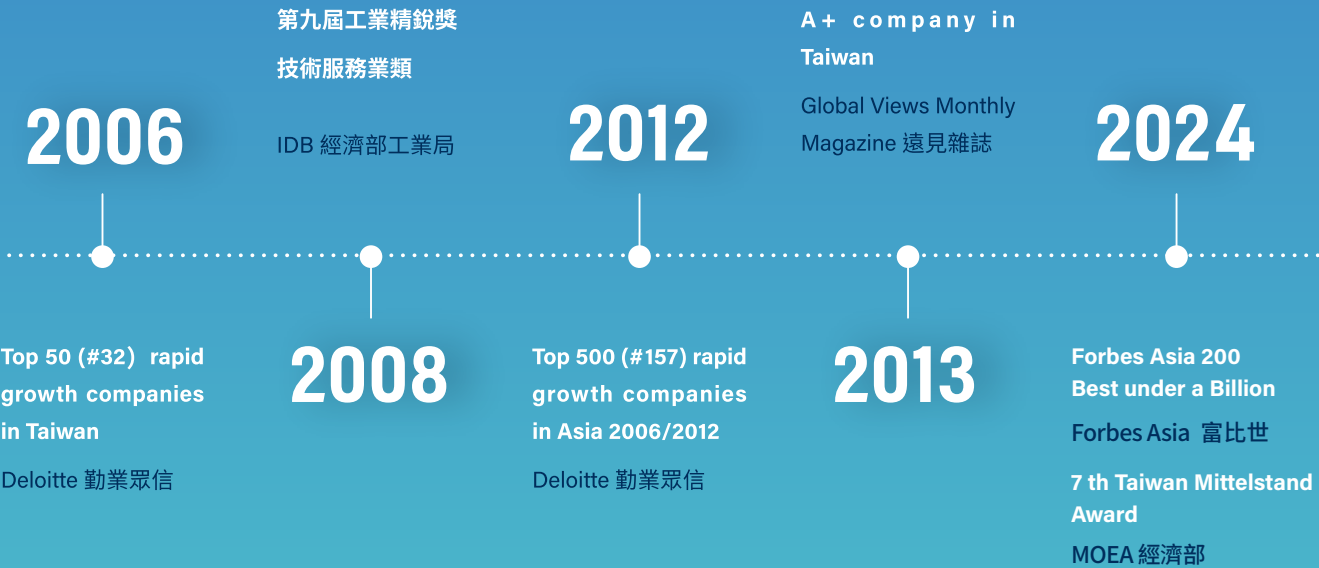 2006
Top 50 (#32)  rapid
growth companies
in Taiwan
Deloitte 勤業眾信
第九屆工業精銳獎
技術服務業類
IDB 經濟部工業局
2008
2012
Top 500 (#157) rapid
growth companies
in Asia 2006/2012
Deloitte 勤業眾信
A+ company in
Taiwan
Global Views Monthly
Magazine 遠見雜誌
2013
2024
Forbes Asia 200
Best under a Billion
Forbes Asia 富比世
7 th Taiwan Mittelstand
Award
MOEA 經濟部